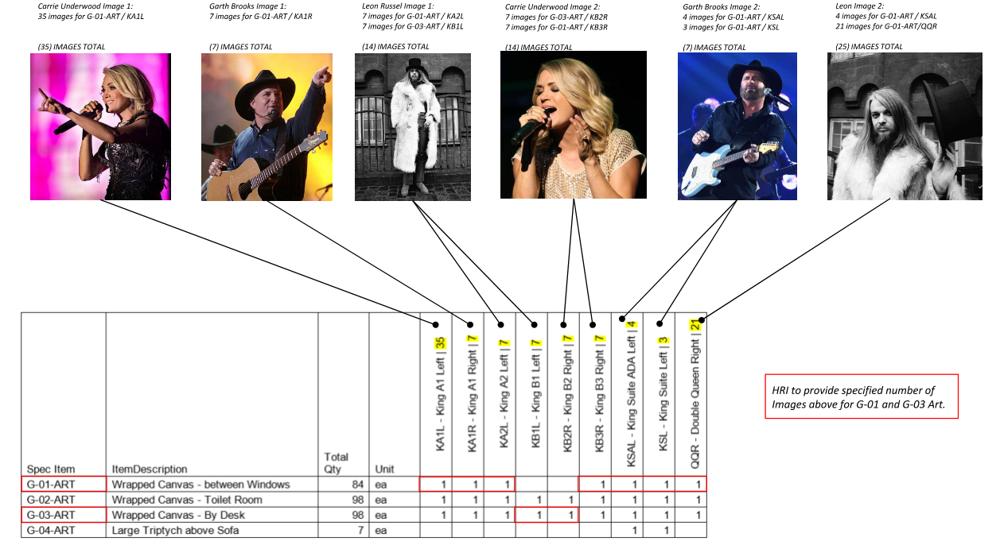 Carrie Underwood Image 1:
35 images for G-01-ART / KA1L
(35) IMAGES TOTAL
Garth Brooks Image 1:
7 images for G-01-ART / KA1R
(7) IMAGES TOTAL
Leon Russel Image 1:
7 images for G-01-ART / KA2L
7 images for G-03-ART / KB1L
(14) IMAGES TOTAL
Carrie Underwood Image 2:
7 images for G-03-ART / KB2R
7 images for G-01-ART / KB3R
(14) IMAGES TOTAL
Garth Brooks Image 2:
4 images for G-01-ART / KSAL
3 images for G-01-ART / KSL
(7) IMAGES TOTAL
Leon Image 2:
4 images for G-01-ART / KSAL
21 images for G-01-ART/QQR
(25) IMAGES TOTAL
Spec Item ItemDescription Total Qty Unit
KA1L - King A1 Left | 35
KA1R - King A1 Right | 7
KA2L - King A2 Left | 7
KB1L - King B1 Left | 7
KB2R - King B2 Right | 7
KB3R - King B3 Right | 7
KSAL - King Suite ADA Left | 4
KSL - King Suite Left | 3
QQR - Double Queen Right | 21
G-01-ART Wrapped Canvas - between Windows 84 ea 1 1 1 1 1 1 1
G-02-ART Wrapped Canvas - Toilet Room 98 ea 1 1 1 1 1 1 1 1 1
G-03-ART Wrapped Canvas - By Desk 98 ea 1 1 1 1 1 1 1 1 1
G-04-ART Large Triptych above Sofa 7 ea 1 1
HRI to provide specified number of
Images above for G-01 and G-03 Art.